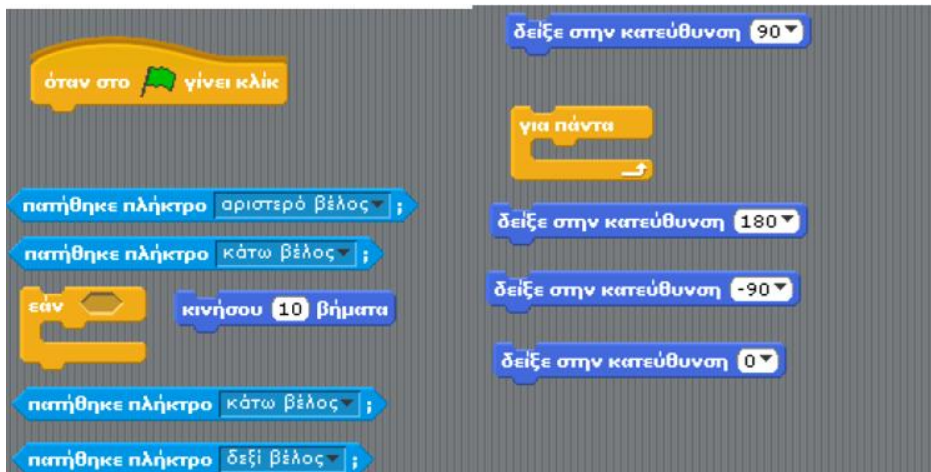 όταν στο γίνει κλίκ
πατήθηκε πλήκτρο αριστερό βέλος ;
πατήθηκε πλήκτρο κάτω βέλος ;
εάν
κινήσου 10 βήματα
πατήθηκε πλήκτρο κάτω βέλος ;
πατήθηκε πλήκτρο δεξί βέλος ;
δείξε στην κατεύθυνση 90
για πάντα
δείξε στην κατεύθυνση 180
δείξε στην κατεύθυνση -90
δείξε στην κατεύθυνση 0